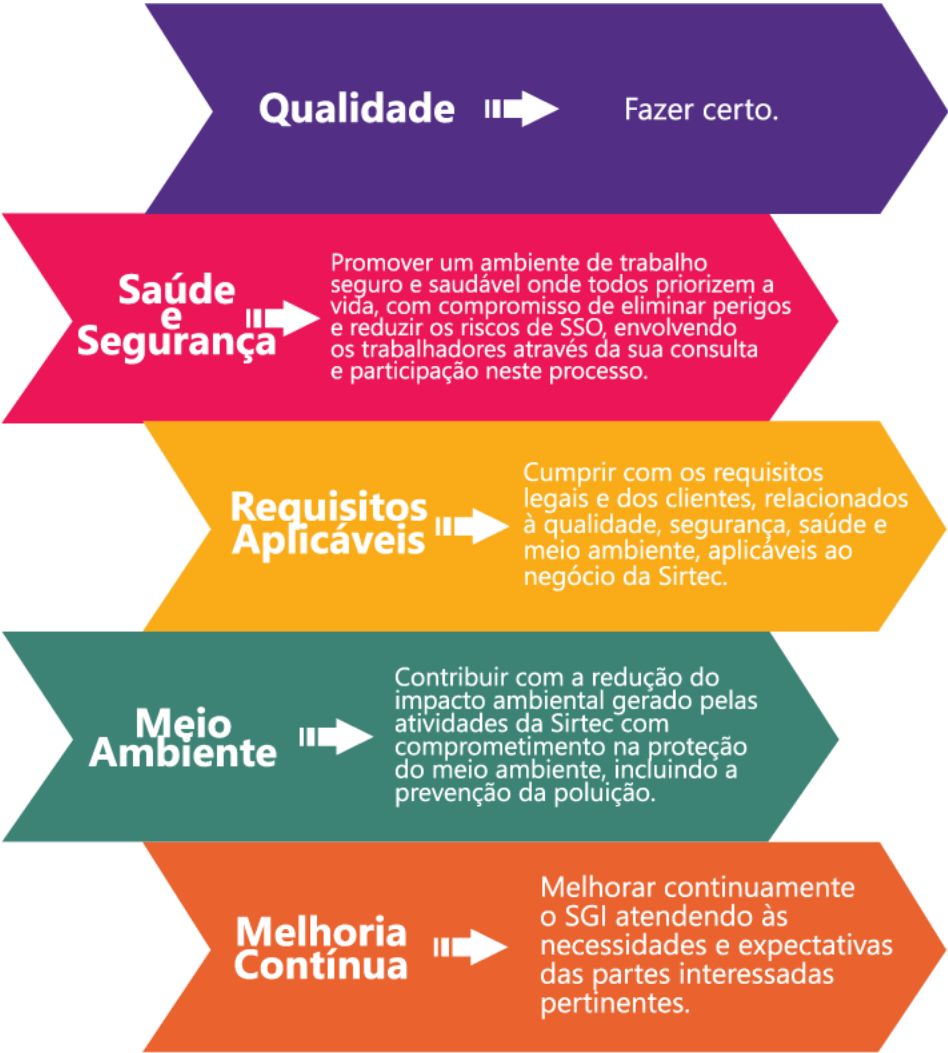 Qualidade
Fazer certo.
Saúde
e
Segurança
Promover um ambiente de trabalho
seguro e saudável onde todos priorizem a
vida, com compromisso de eliminar perigos
e reduzir os riscos de SSO, envolvendo
os trabalhadores através da sua consulta
e participação neste processo.
Requisitos
Aplicáveis
Cumprir com os requisitos
legais e dos clientes, relacionados
à qualidade, segurança, saúde e
meio ambiente, aplicáveis ao
negócio da Sirtec.
Meio
Ambiente
Contribuir com a redução do
impacto ambiental gerado pelas
atividades da Sirtec com
comprometimento na proteção
do meio ambiente, incluindo a
prevenção da poluição.
Melhoria
Contínua
Melhorar continuamente
o SGI atendendo às
necessidades e expectativas
das partes interessadas
pertinentes.